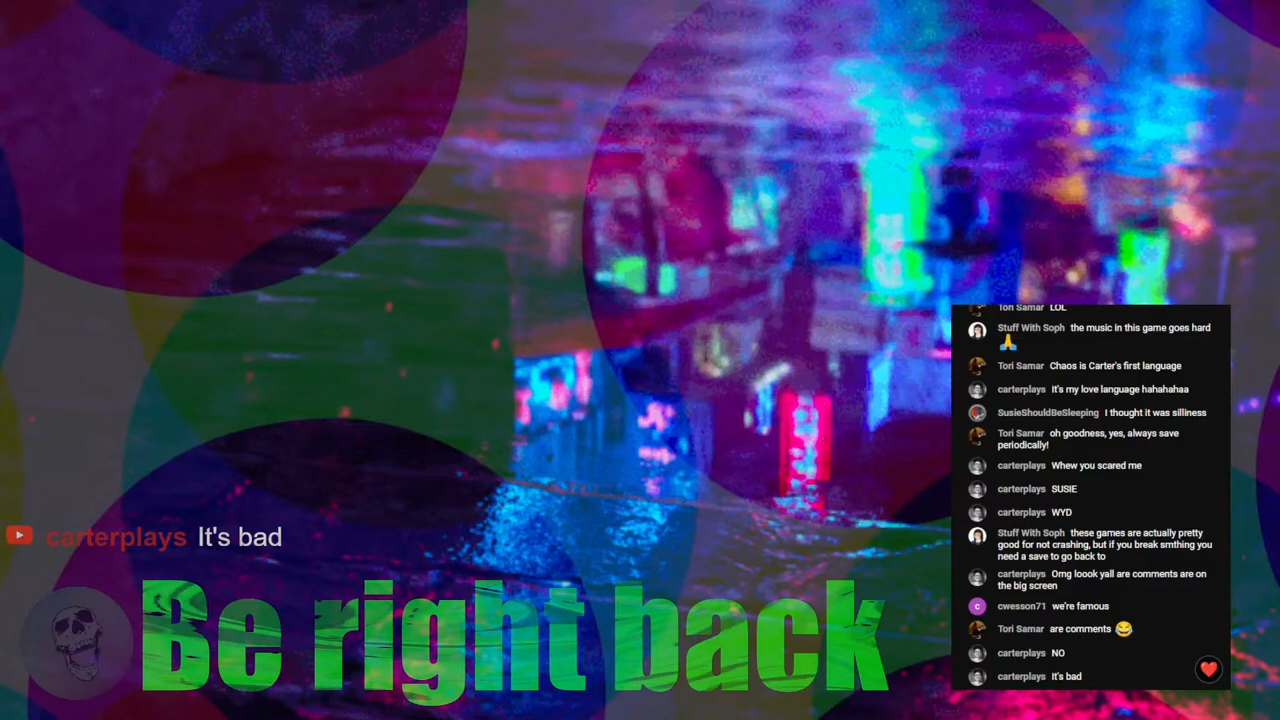 Tori Samar LOL
Stuff With Soph the music in this game goes hard
🙏
Tori Samar Chaos is Carter's first language
carterplays It's my love language hahahahaa
SusieShouldBeSleeping I thought it was silliness
Tori Samar oh goodness, yes, always save
periodically!
carterplays Whew you scared me
carterplays SUSIE
carterplays WYD
Stuff With Soph these games are actually pretty
good for not crashing, but if you break smthing you
need a save to go back to
carterplays Omg loook yall are comments are on
the big screen
c cwesson71 we're famous
Tori Samar are comments 😂
carterplays NO
carterplays It's bad
carterplays It's bad
Be right back